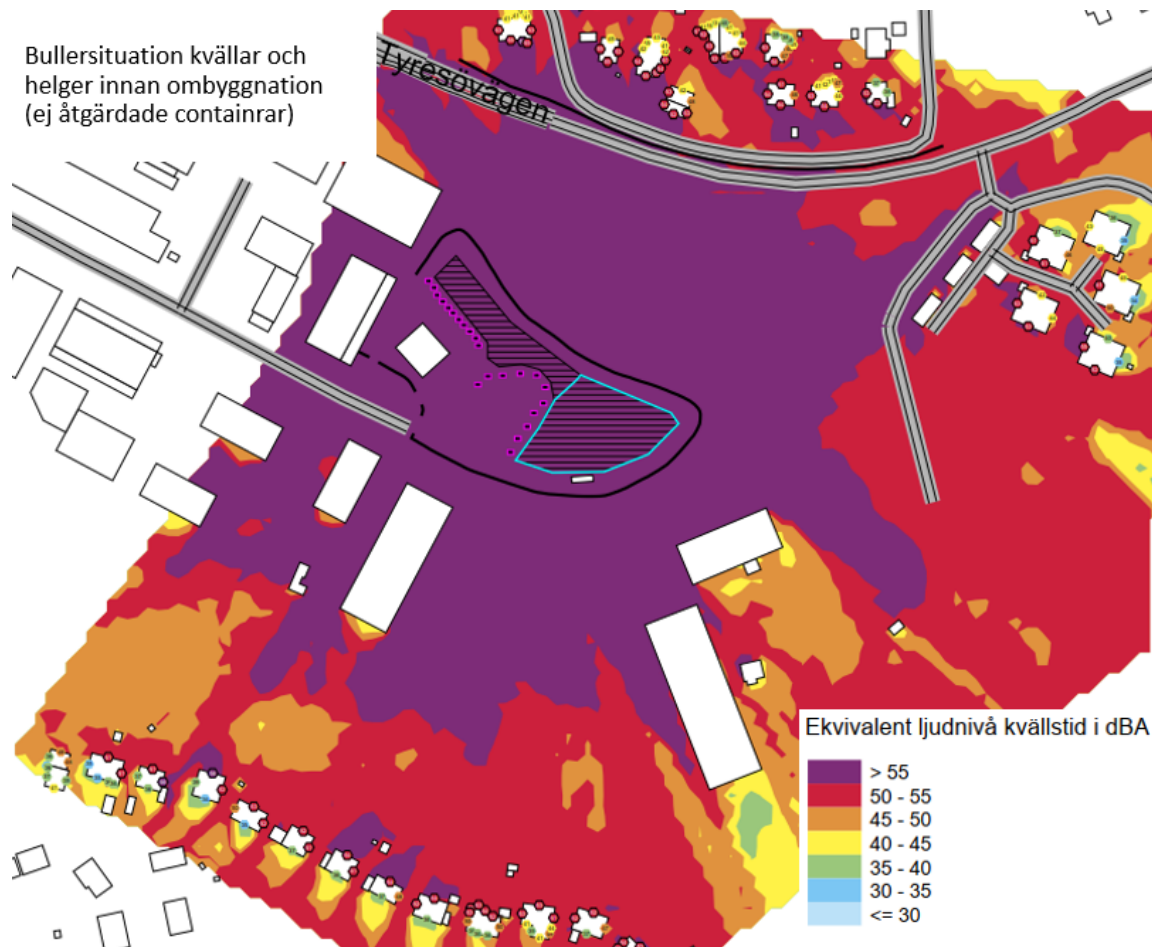 Bullersituation kvällar och
helger innan ombyggnation
(ej åtgärdade containrar)
Tyresövägen
Ekvivalent ljudnivå kvällstid i dBA
> 55
50 - 55
45 - 50
40 - 45
35 - 40
30 - 35
<= 30